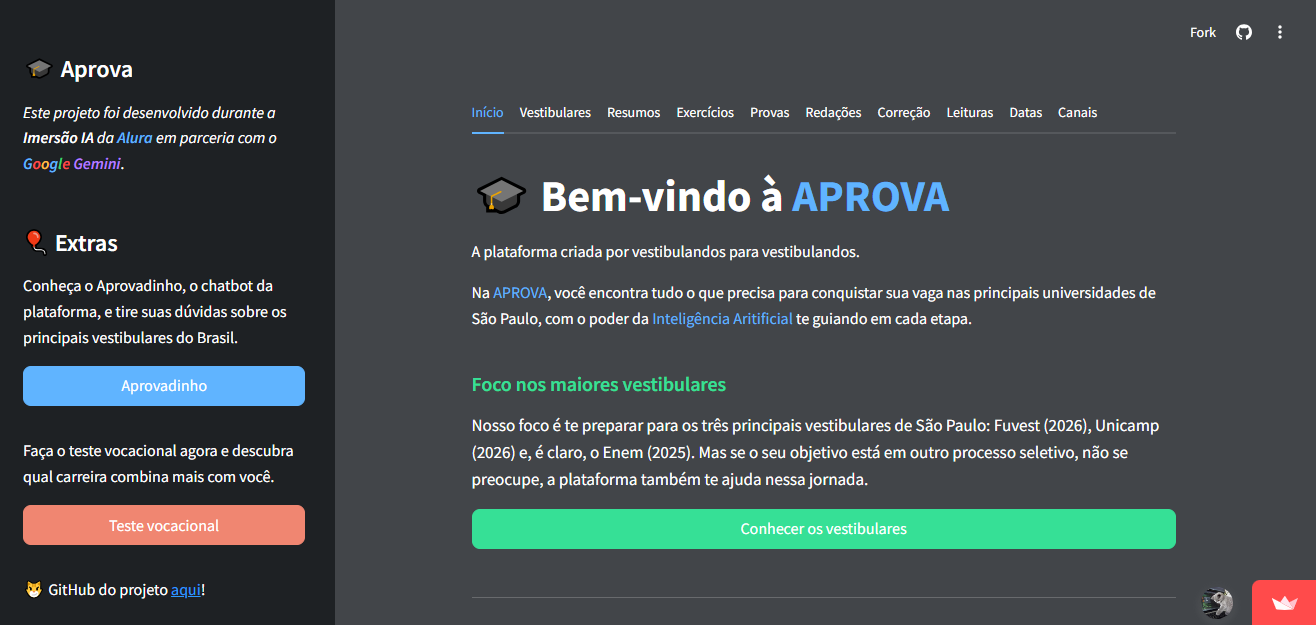 Fork
Aprova
Este projeto foi desenvolvido durante a
Imersão IA da Alura em parceria com o
Google Gemini.
Extras
Conheça o Aprovadinho, o chatbot da
plataforma, e tire suas dúvidas sobre os
principais vestibulares do Brasil.
Aprovadinho
Faça o teste vocacional agora e descubra
qual carreira combina mais com você.
Teste vocacional
GitHub do projeto aqui!
Início Vestibulares Resumos Exercícios Provas Redações Correção Leituras Datas Canais
Bem-vindo à APROVA
A plataforma criada por vestibulandos para vestibulandos.
Na APROVA, você encontra tudo o que precisa para conquistar sua vaga nas principais universidades de
São Paulo, com o poder da Inteligência Aritificial te guiando em cada etapa.
Foco nos maiores vestibulares
Nosso foco é te preparar para os três principais vestibulares de São Paulo: Fuvest (2026), Unicamp
(2026) e, é claro, o Enem (2025). Mas se o seu objetivo está em outro processo seletivo, não se
preocupe, a plataforma também te ajuda nessa jornada.
Conhecer os vestibulares